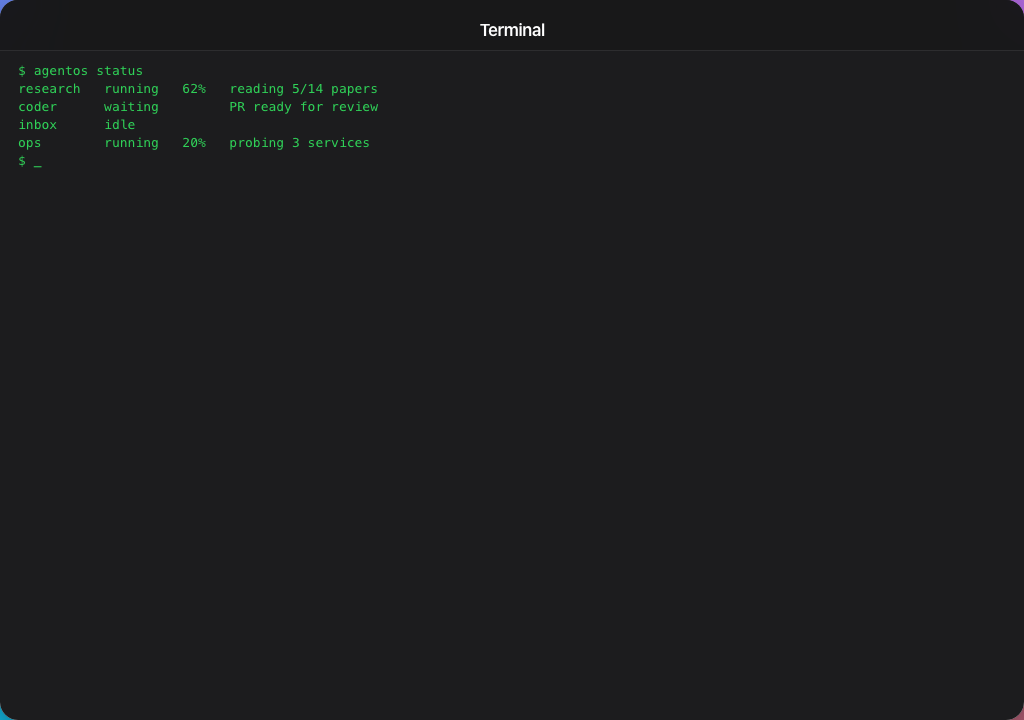 Terminal
$ agentos status
research   running   62%   reading 5/14 papers
coder      waiting         PR ready for review
inbox      idle
ops        running   20%   probing 3 services
$ _